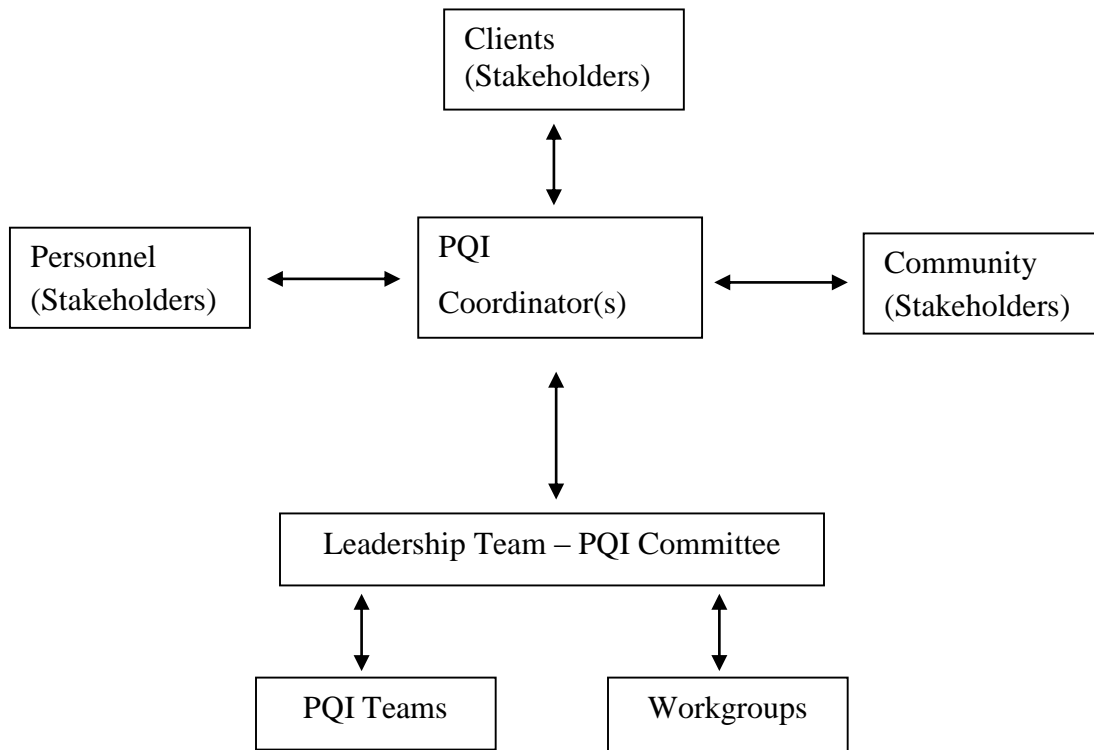 Clients
(Stakeholders)
Personnel
(Stakeholders)
PQI
Coordinator(s)
Community
(Stakeholders)
Leadership Team – PQI Committee
PQI Teams
Workgroups